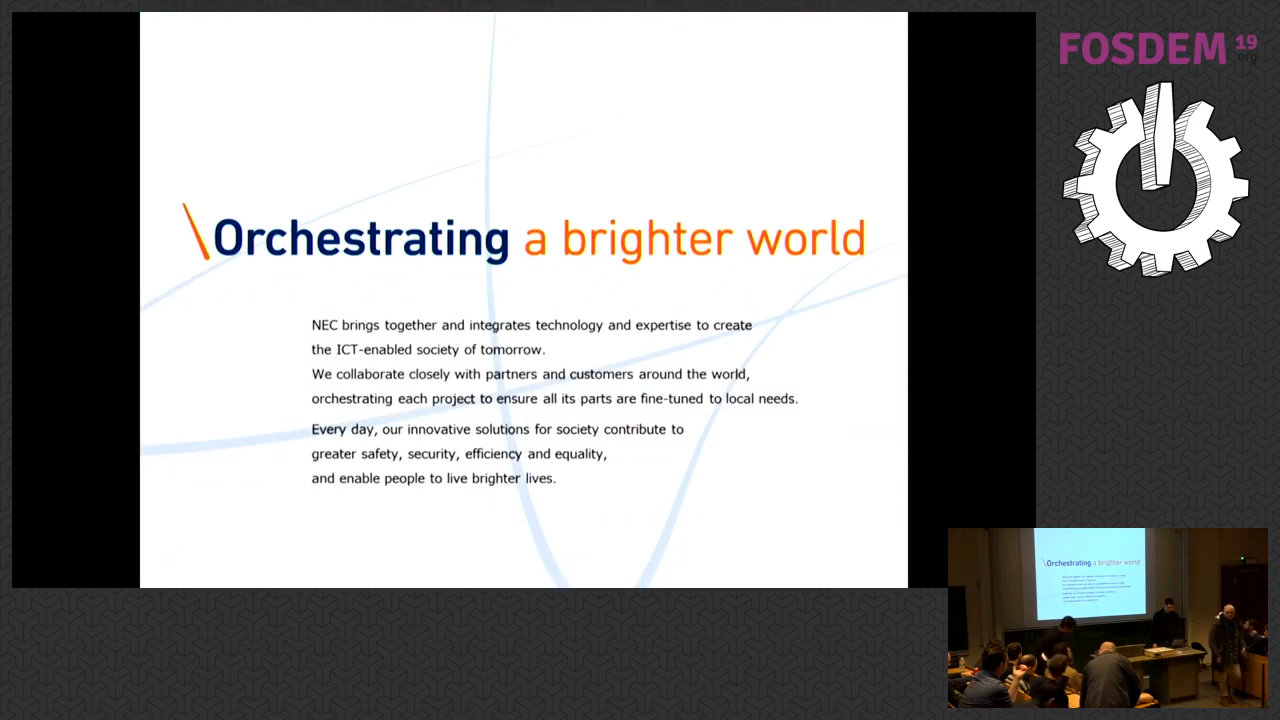 FOSDEM 19
.org
\Orchestrating a brighter world
NEC brings together and integrates technology and expertise to create
the ICT-enabled society of tomorrow.
We collaborate closely with partners and customers around the world,
orchestrating each project to ensure all its parts are fine-tuned to local needs.
Every day, our innovative solutions for society contribute to
greater safety, security, efficiency and equality,
and enable people to live brighter lives.
\Orchestrating a brighter world